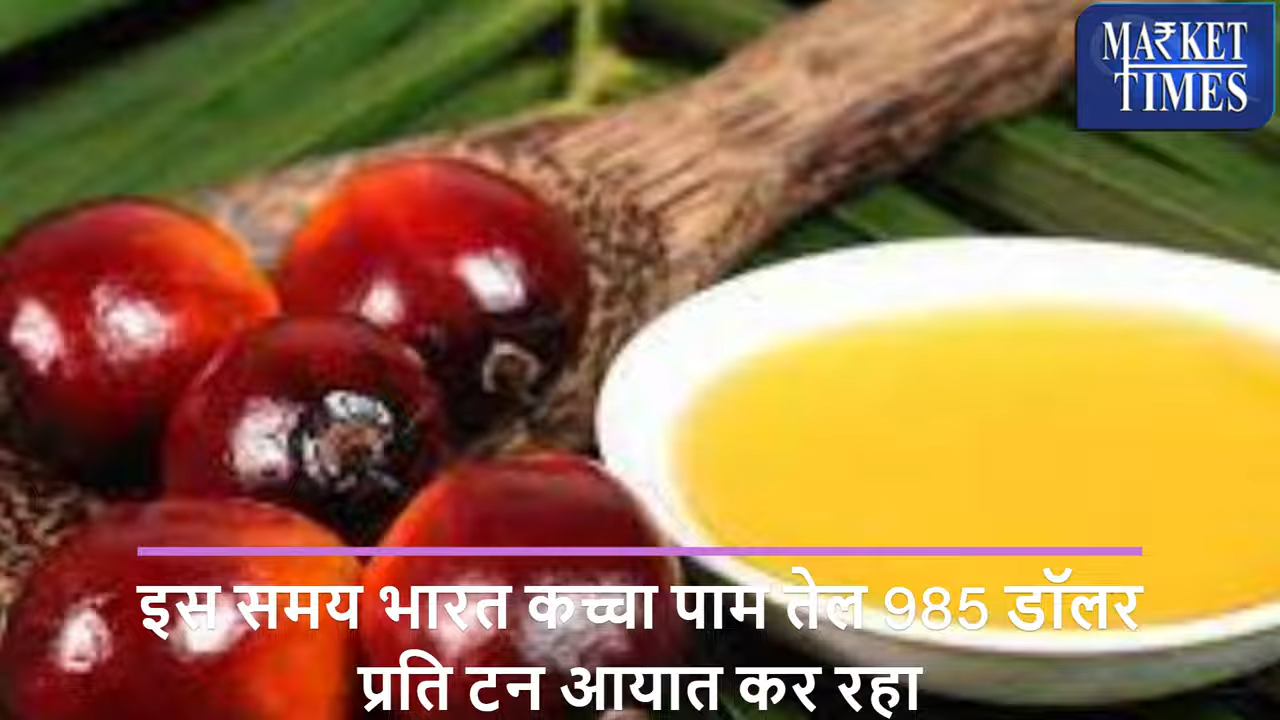 MA₹KET
TIMES
इस समय भारत कच्चा पाम तेल 985 डॉलर
प्रति टन आयात कर रहा